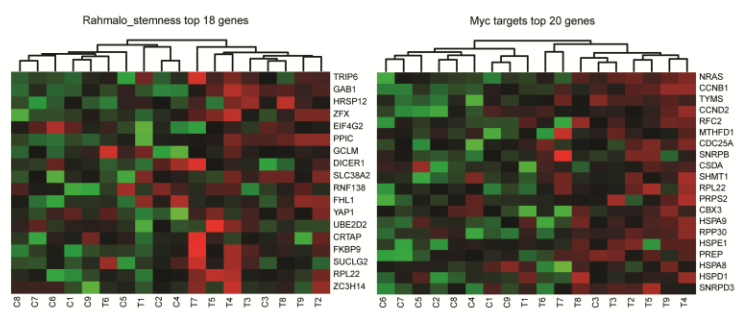 Rahmalo_stemness top 18 genes
TRIP6
GAB1
HRSP12
ZFX
EIF4G2
PPIC
GCLM
DICER1
SLC38A2
RNF138
FHL1
YAP1
UBE2D2
CRTAP
FKBP9
SUCLG2
RPL22
ZC3H14
C8 C7 C6 C1 C9 C5 T1 C2 C4 T7 T5 T4 T3 C3 T8 T9 T2
Myc targets top 20 genes
NRAS
CCNB1
TYMS
CCND2
RFC2
MTHFD1
CDC25A
SNRPB
CSDA
SHMT1
RPL22
PRPS2
CBX3
HSPA9
RPP30
HSPE1
PREP
HSPA8
HSPD1
SNRPD3
C6 C7 C5 C2 C8 C4 C1 C9 T1 T6 T7 T8 C3 T3 T2 T5 T9 T4